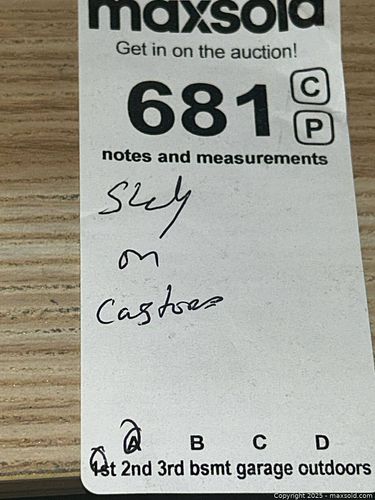 maxsold
Get in on the auction!
681 C
P
notes and measurements
on
Castors
A B C D
1st 2nd 3rd bsmt garage outdoors
Copyright 2025 - maxsold.com